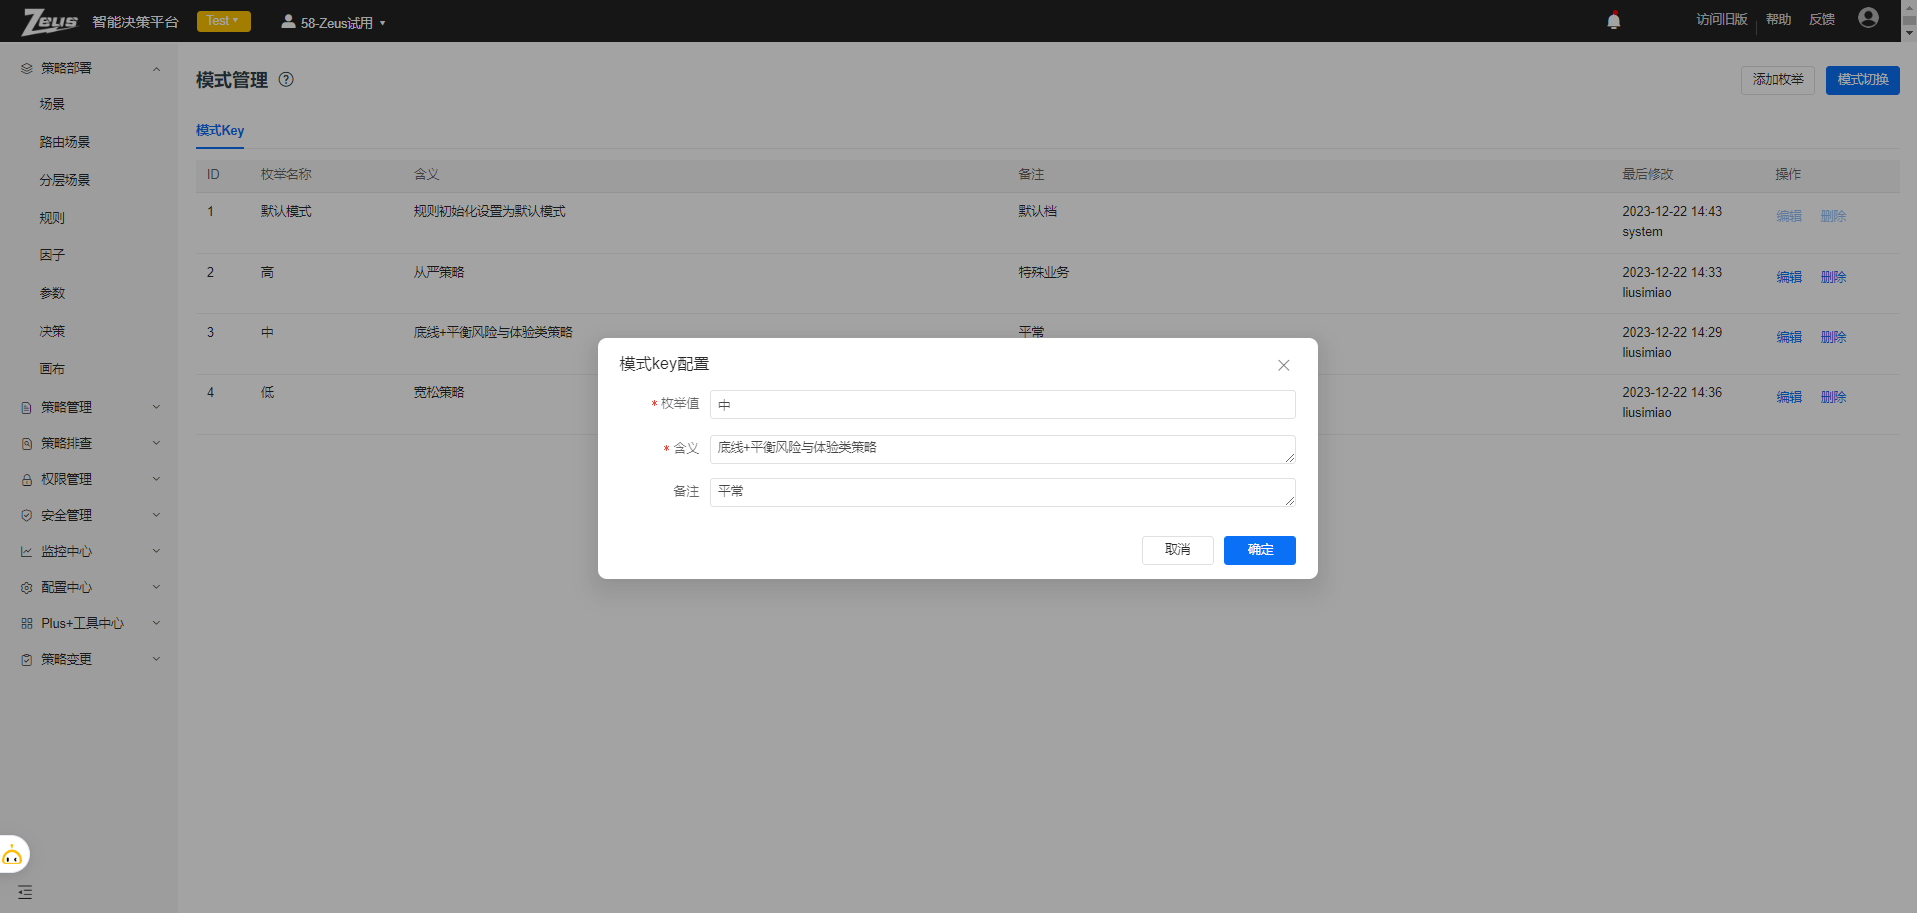 Zeus 智能决策平台 Test 58-Zeus试用 访问旧版 帮助 反馈
策略部署
场景
路由场景
分层场景
规则
因子
参数
决策
画布
策略管理
策略排查
权限管理
安全管理
监控中心
配置中心
Plus+工具中心
策略变更
模式管理 ?
添加枚举 模式切换
模式Key
ID 枚举名称 含义 备注 最后修改 操作
1 默认模式 规则初始化设置为默认模式 默认档 2023-12-22 14:43 编辑 删除
system
2 高 从严策略 特殊业务 2023-12-22 14:33 编辑 删除
liusimiao
3 中 底线+平衡风险与体验类策略 平常 2023-12-22 14:29 编辑 删除
liusimiao
4 低 宽松策略 2023-12-22 14:36 编辑 删除
liusimiao
模式key配置
* 枚举值 中
* 含义 底线+平衡风险与体验类策略
备注 平常
取消 确定